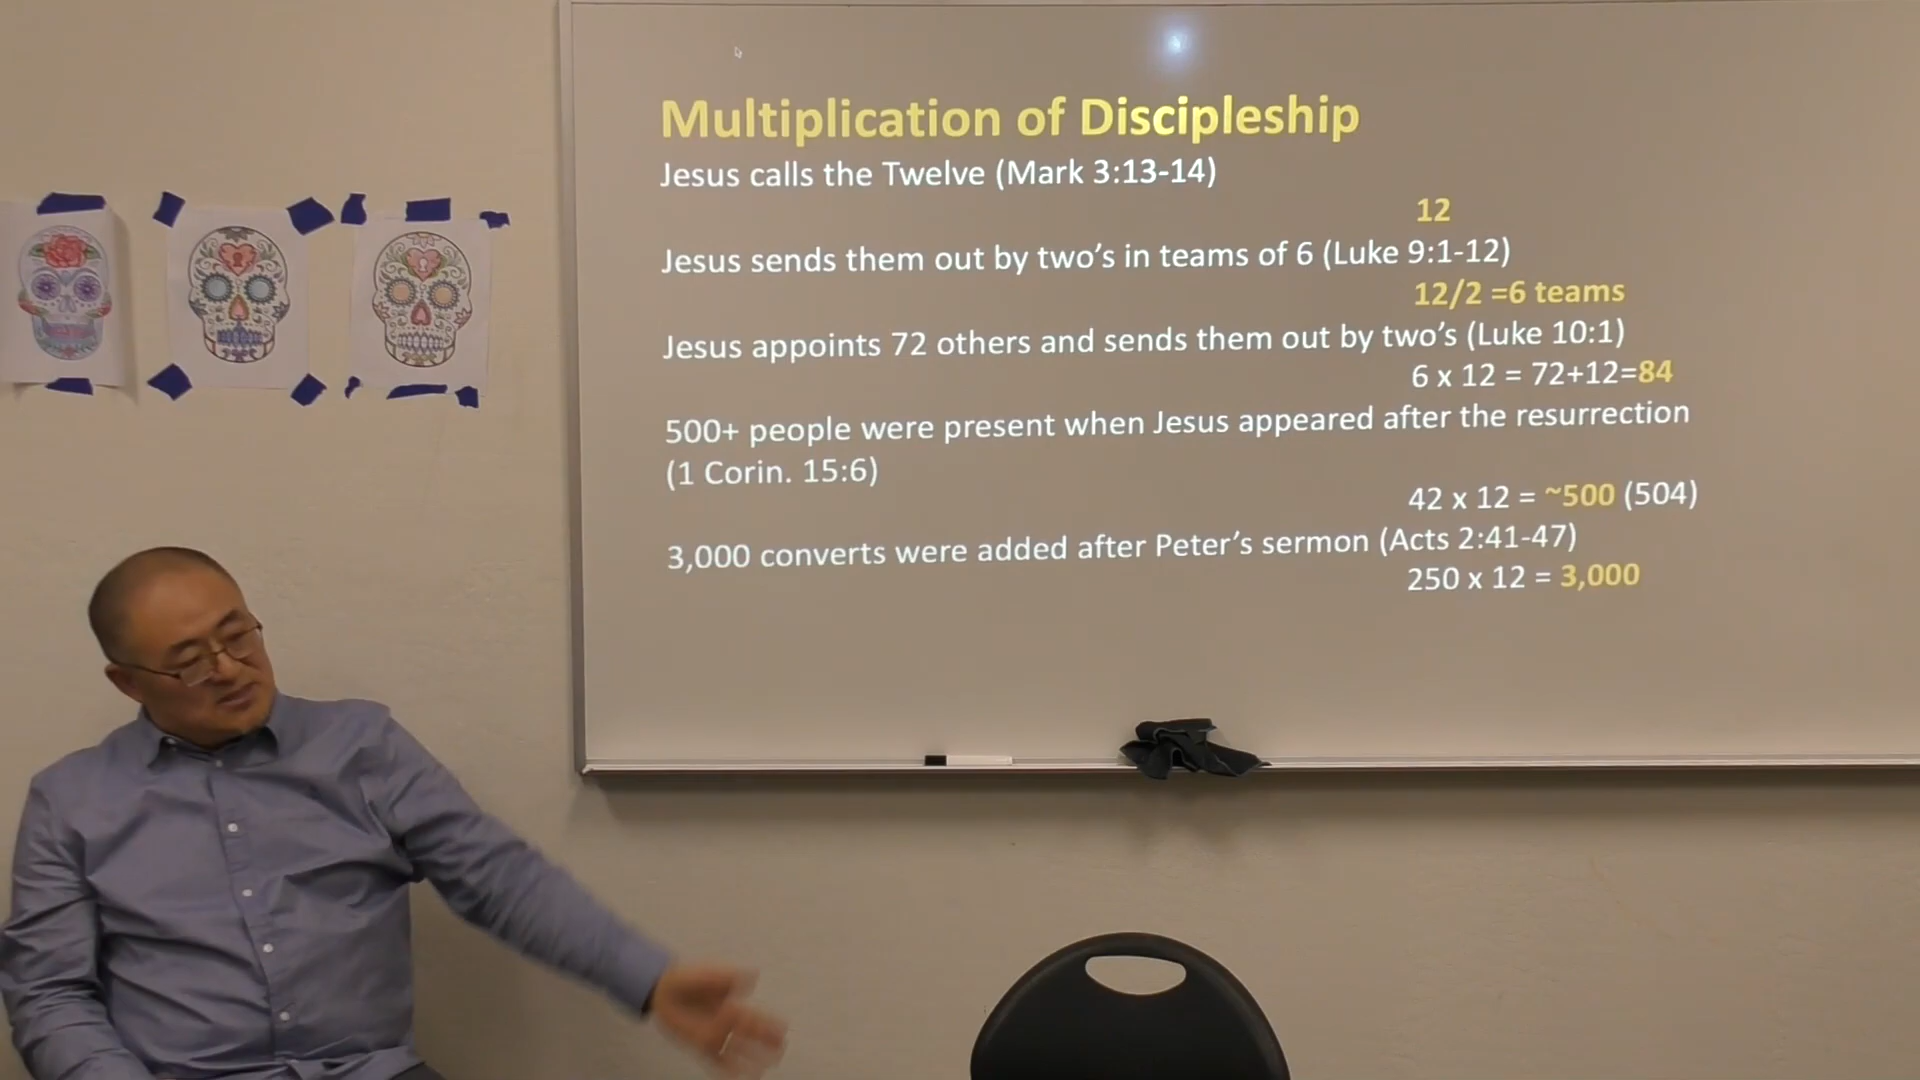 Multiplication of Discipleship
Jesus calls the Twelve (Mark 3:13-14)
12
Jesus sends them out by two’s in teams of 6 (Luke 9:1-12)
12/2 =6 teams
Jesus appoints 72 others and sends them out by two’s (Luke 10:1)
6 x 12 = 72+12=84
500+ people were present when Jesus appeared after the resurrection
(1 Corin. 15:6)
42 x 12 = ~500 (504)
3,000 converts were added after Peter’s sermon (Acts 2:41-47)
250 x 12 = 3,000